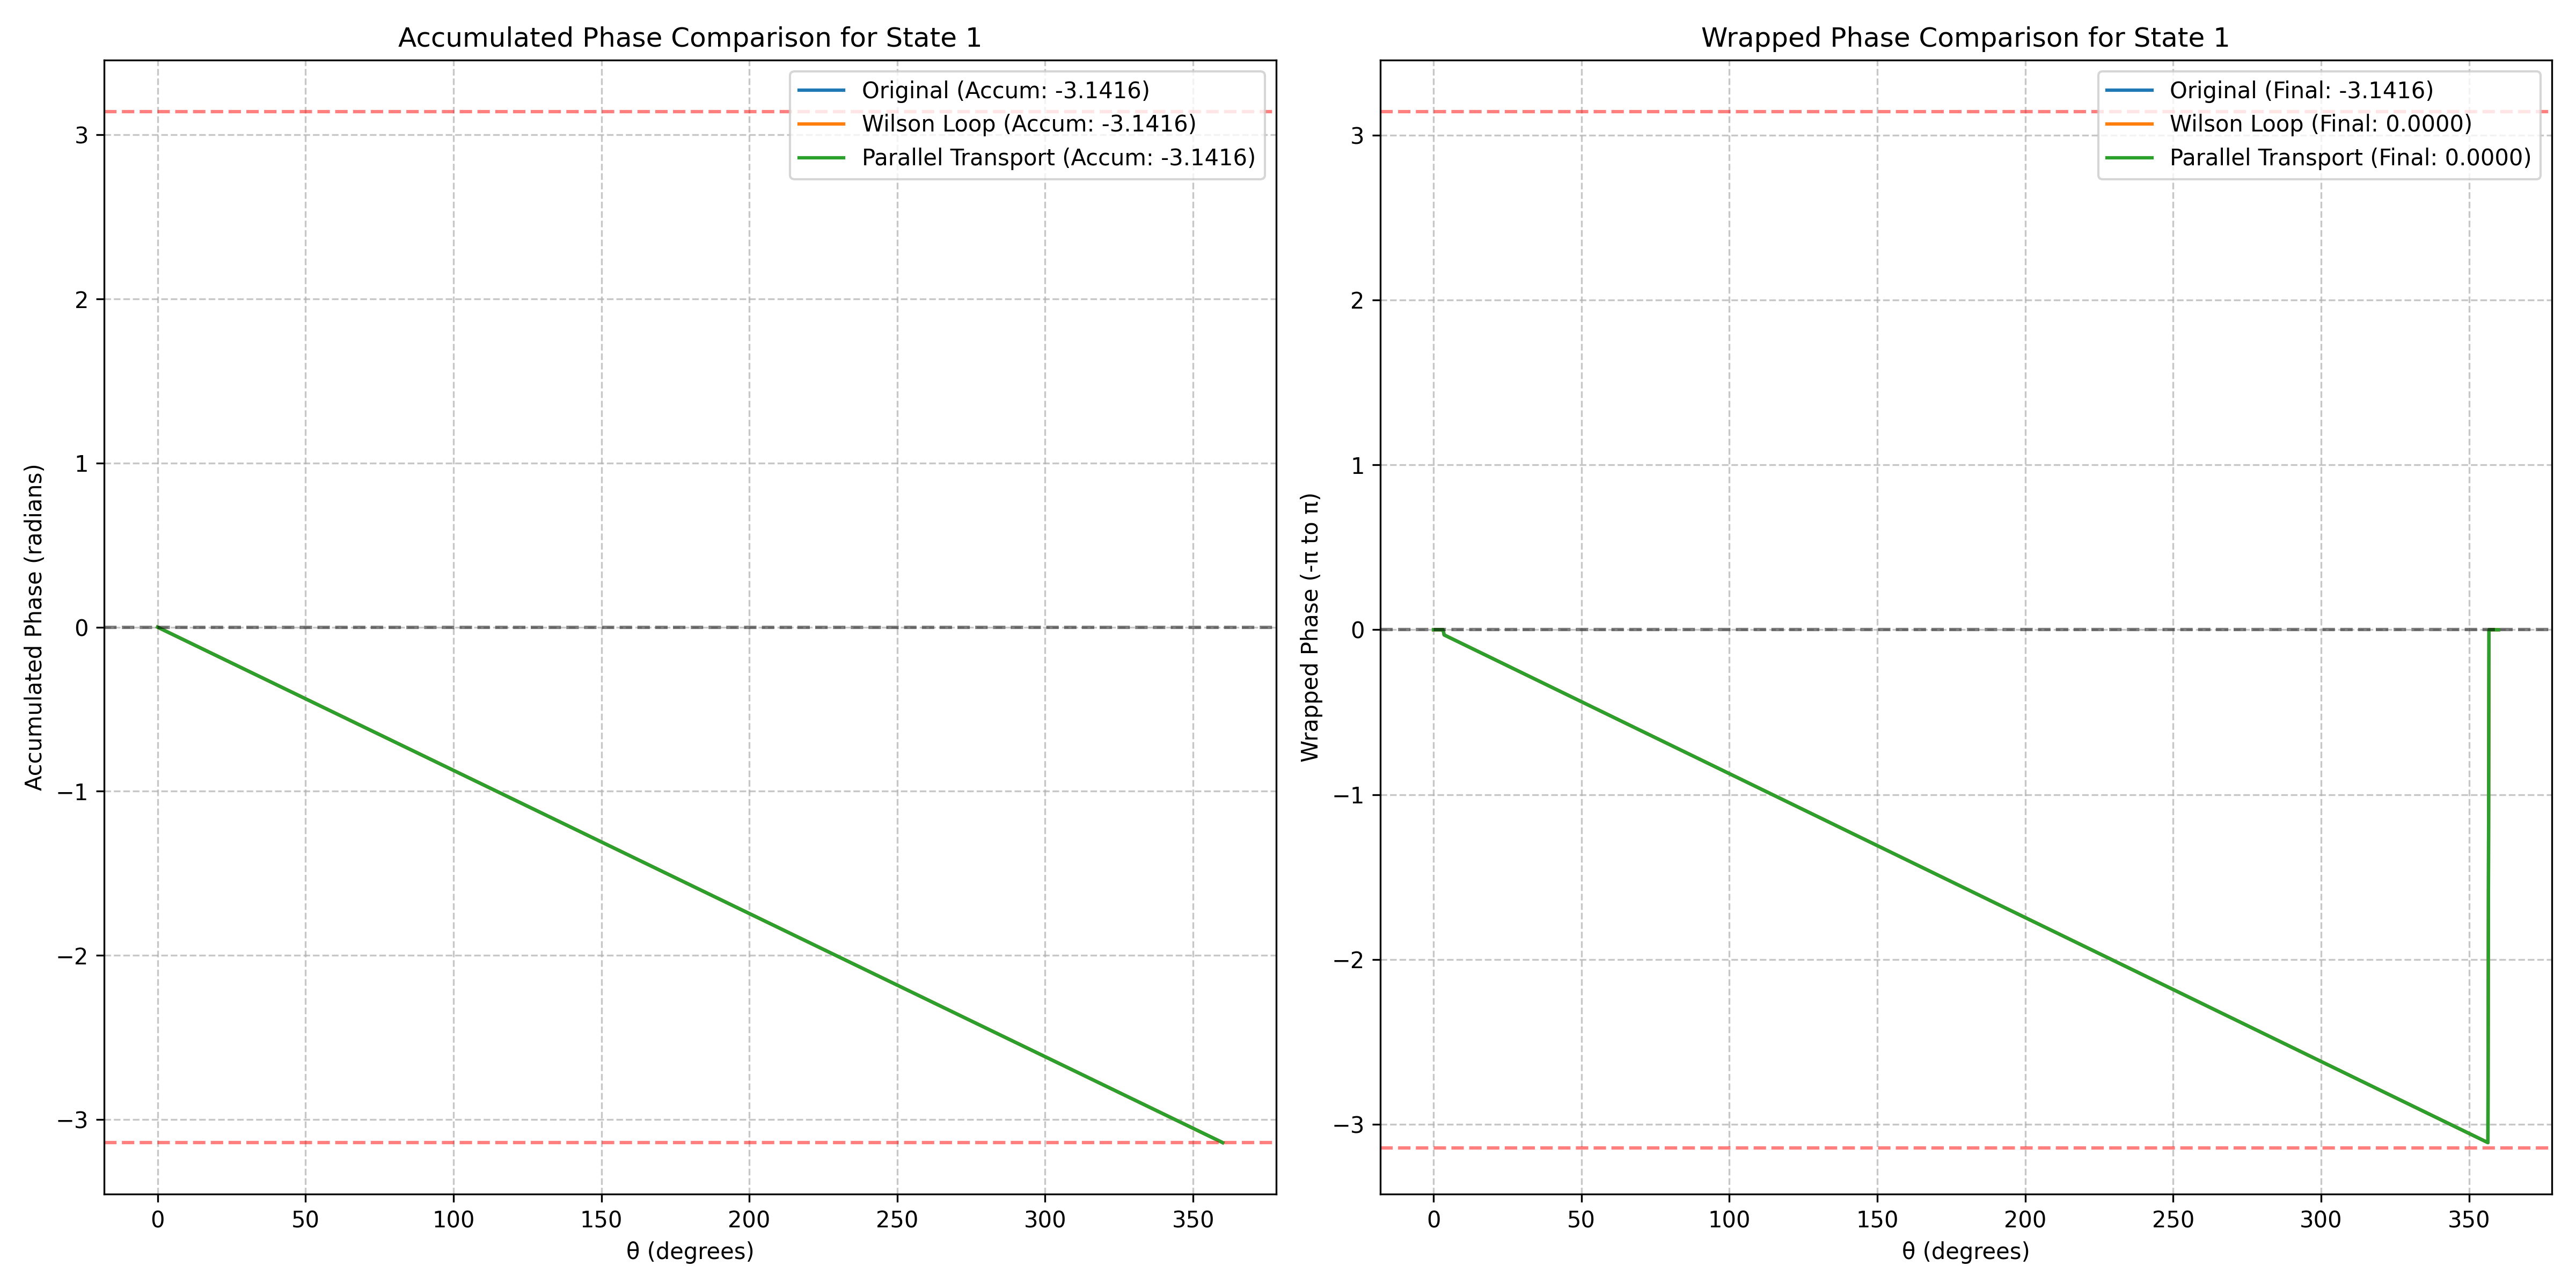 Accumulated Phase Comparison for State 1
Original (Accum: -3.1416)
Wilson Loop (Accum: -3.1416)
Parallel Transport (Accum: -3.1416)
Accumulated Phase (radians)
3
2
1
0
−1
−2
−3
0 50 100 150 200 250 300 350
θ (degrees)
Wrapped Phase Comparison for State 1
Original (Final: -3.1416)
Wilson Loop (Final: 0.0000)
Parallel Transport (Final: 0.0000)
Wrapped Phase (-π to π)
3
2
1
0
−1
−2
−3
0 50 100 150 200 250 300 350
θ (degrees)